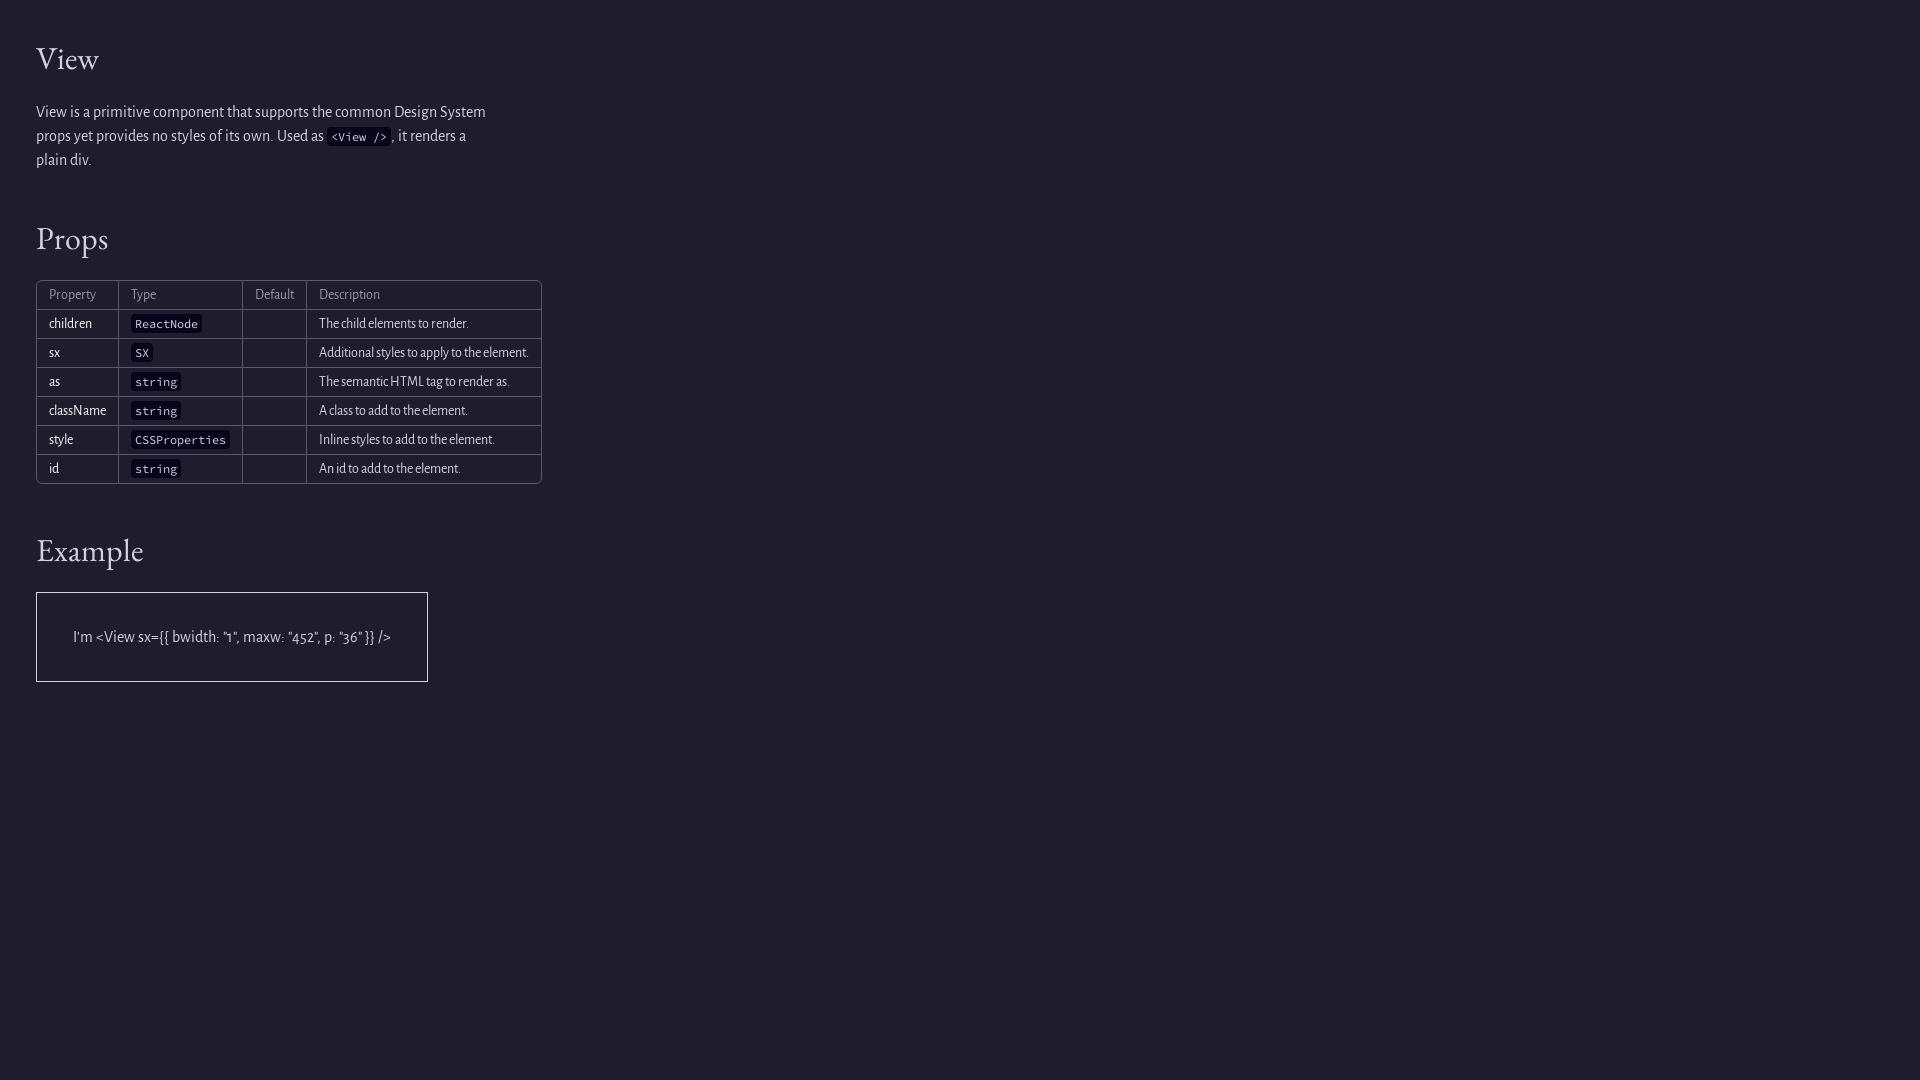 View
View is a primitive component that supports the common Design System
props yet provides no styles of its own. Used as <View />, it renders a
plain div.
Props
Property Type Default Description
children ReactNode The child elements to render.
sx SX Additional styles to apply to the element.
as string The semantic HTML tag to render as.
className string A class to add to the element.
style CSSProperties Inline styles to add to the element.
id string An id to add to the element.
Example
I'm <View sx={{ bwidth: "1", maxw: "452", p: "36" }} />